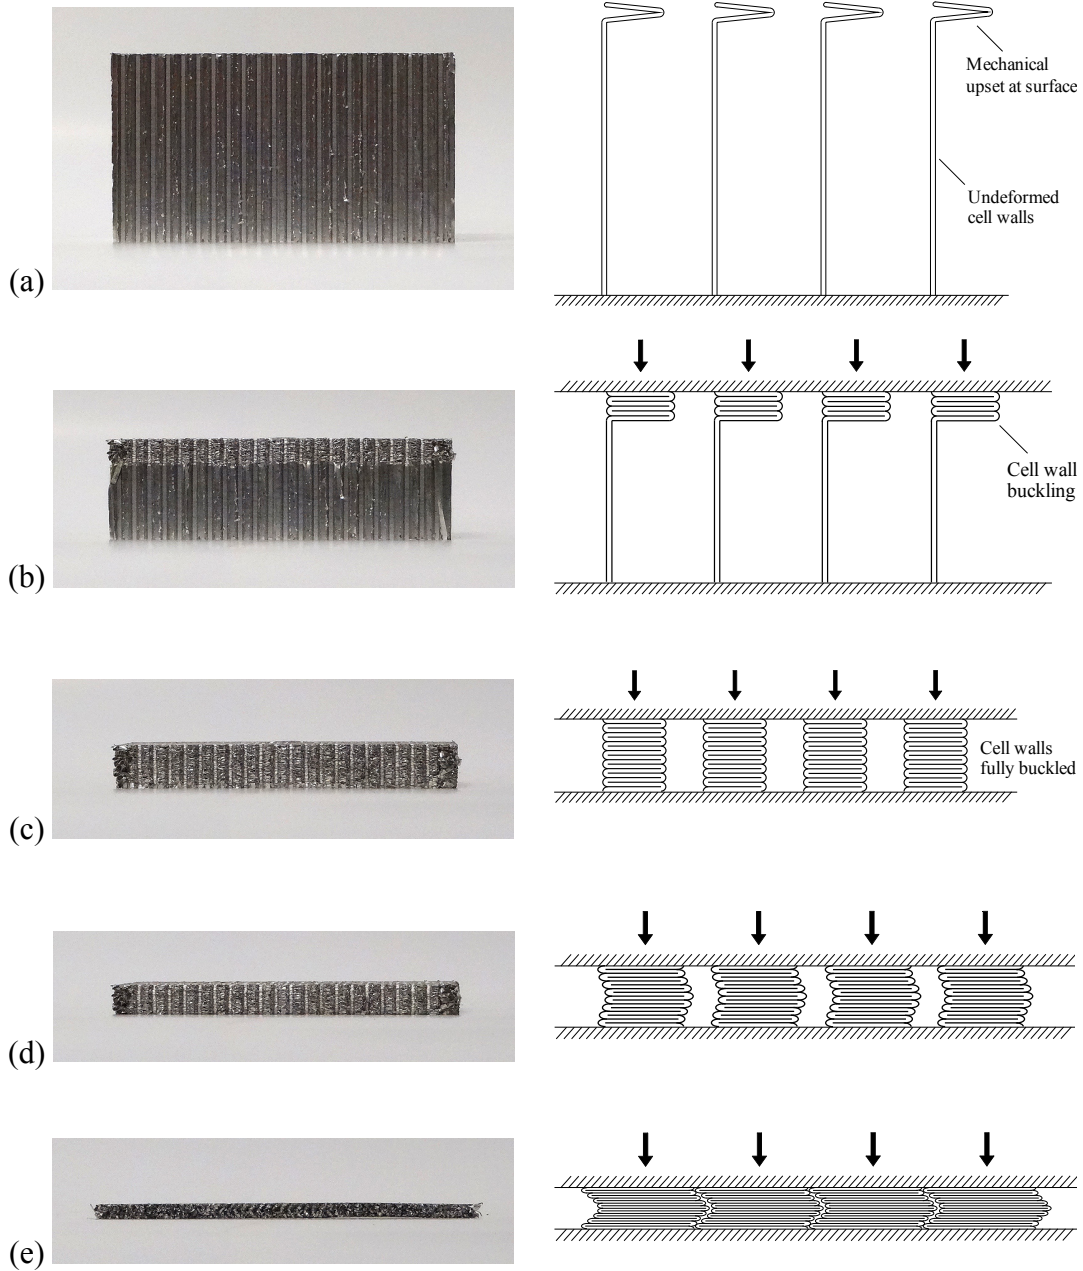 (a)
Mechanical
upset at surface
Undeformed
cell walls
(b)
Cell wall
buckling
(c)
Cell walls
fully buckled
(d)
(e)